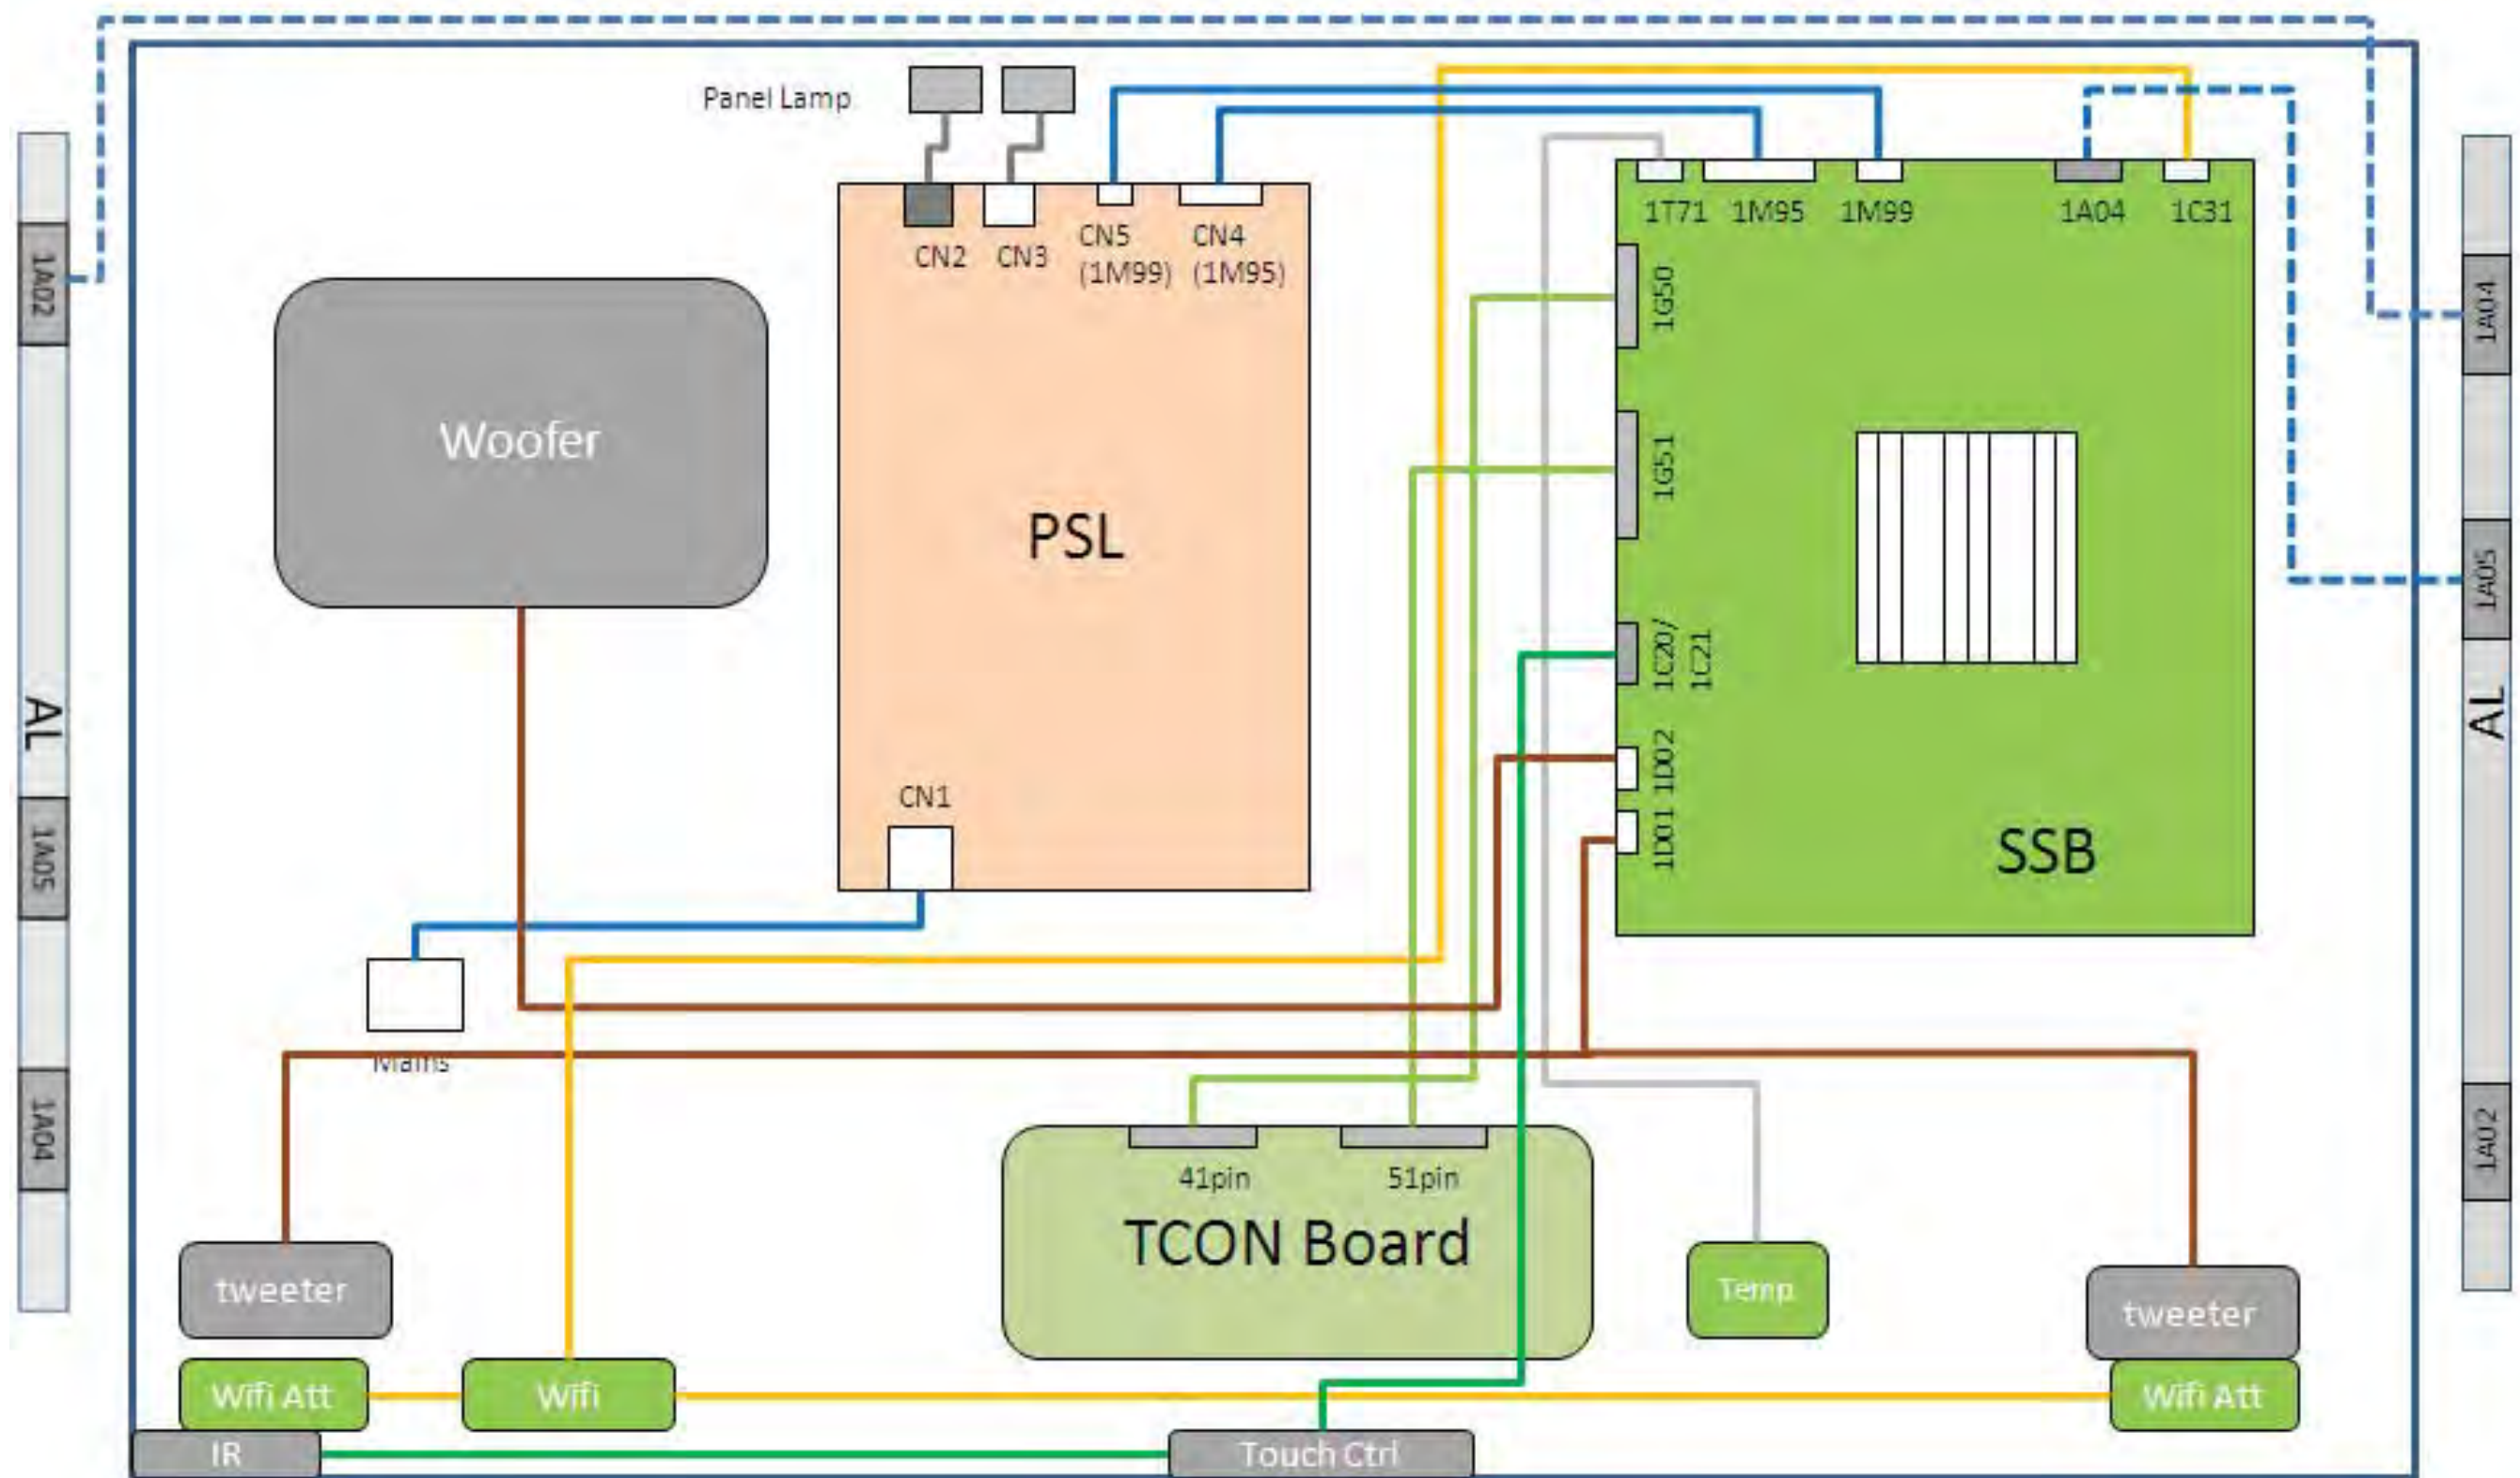 Panel Lamp
1T71
1M95
1M99
1A04
1C31
CN2
CN3
CN5
(1M99)
CN4
(1M95)
1A02
1A04
1G50
Woofer
1G51
PSL
1A05
1C20/
1C21
AL
AL
1D02
CN1
1D01
SSB
1A05
Mains
1A04
1A02
41pin
51pin
TCON Board
tweeter
Temp
tweeter
Wifi Att
Wifi
Wifi Att
IR
Touch Ctrl